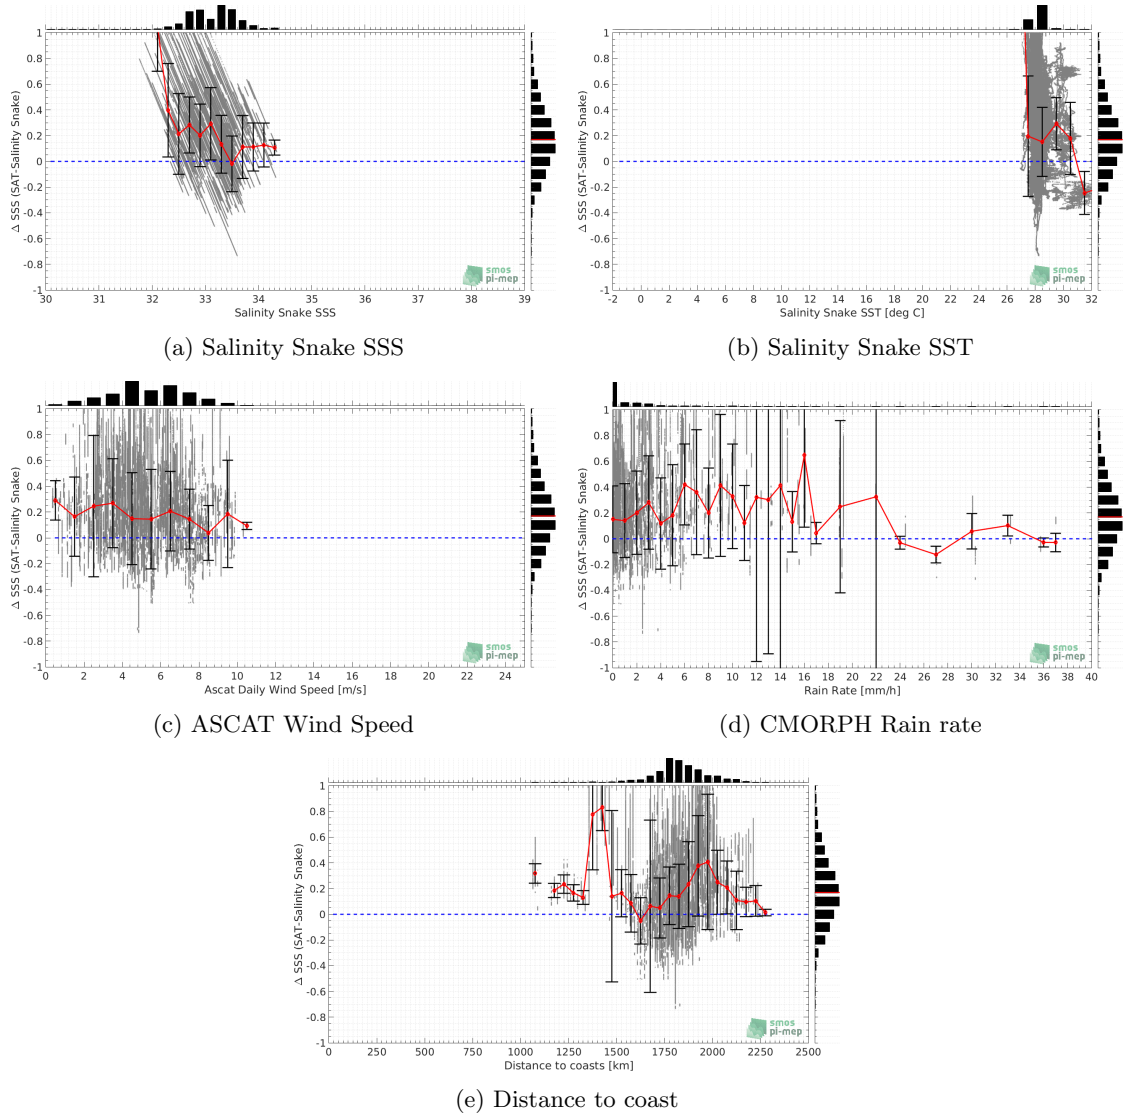 Δ SSS (SAT-Salinity Snake)
1
0.8
0.6
0.4
0.2
0
-0.2
-0.4
-0.6
-0.8
-1
30 31 32 33 34 35 36 37 38 39
Salinity Snake SSS
smos
pi-mep
(a) Salinity Snake SSS
Δ SSS (SAT-Salinity Snake)
1
0.8
0.6
0.4
0.2
0
-0.2
-0.4
-0.6
-0.8
-1
-2 0 2 4 6 8 10 12 14 16 18 20 22 24 26 28 30 32
Salinity Snake SST [deg C]
smos
pi-mep
(b) Salinity Snake SST
Δ SSS (SAT-Salinity Snake)
1
0.8
0.6
0.4
0.2
0
-0.2
-0.4
-0.6
-0.8
-1
0 2 4 6 8 10 12 14 16 18 20 22 24
Ascat Daily Wind Speed [m/s]
smos
pi-mep
(c) ASCAT Wind Speed
Δ SSS (SAT-Salinity Snake)
1
0.8
0.6
0.4
0.2
0
-0.2
-0.4
-0.6
-0.8
-1
0 2 4 6 8 10 12 14 16 18 20 22 24 26 28 30 32 34 36 38 40
Rain Rate [mm/h]
smos
pi-mep
(d) CMORPH Rain rate
Δ SSS (SAT-Salinity Snake)
1
0.8
0.6
0.4
0.2
0
-0.2
-0.4
-0.6
-0.8
-1
0 250 500 750 1000 1250 1500 1750 2000 2250 2500
Distance to coasts [km]
smos
pi-mep
(e) Distance to coast